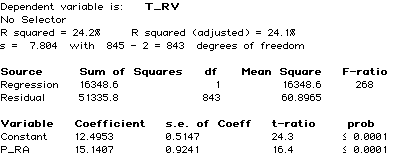 Dependent variable is: T_RV
No Selector
R squared = 24.2% R squared (adjusted) = 24.1%
s = 7.804 with 845 - 2 = 843 degrees of freedom
Source Sum of Squares df Mean Square F-ratio
Regression 16348.6 1 16348.6 268
Residual 51335.8 843 60.8965
Variable Coefficient s.e. of Coeff t-ratio prob
Constant 12.4953 0.5147 24.3 ≤ 0.0001
P_RA 15.1407 0.9241 16.4 ≤ 0.0001